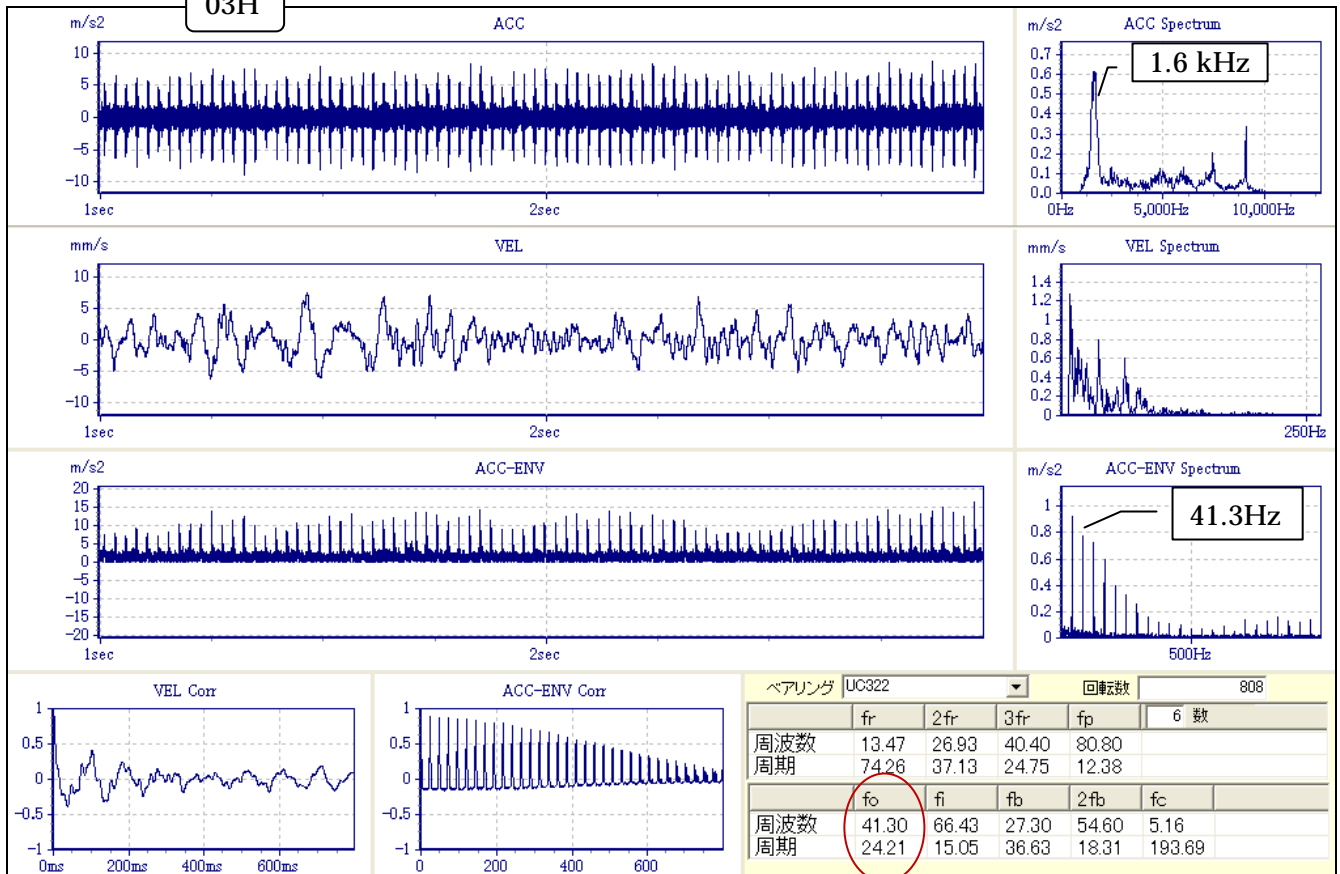 03H
m/s2 ACC
10
5
0
-5
-10
1sec 2sec
m/s2 ACC Spectrum
1.6 kHz
0.7
0.6
0.5
0.4
0.3
0.2
0.1
0.0
0Hz 5,000Hz 10,000Hz
mm/s VEL
10
5
0
-5
-10
1sec 2sec
mm/s VEL Spectrum
1.4
1.2
1
0.8
0.6
0.4
0.2
0
250Hz
m/s2 ACC-ENV
20
15
10
5
0
-5
-10
-15
-20
1sec 2sec
m/s2 ACC-ENV Spectrum
41.3Hz
1
0.8
0.6
0.4
0.2
0
500Hz
VEL Corr
1
0.5
0
-0.5
-1
0ms 200ms 400ms 600ms
ACC-ENV Corr
1
0.5
0
-0.5
-1
0 200 400 600
ベアリング UC322 回転数 808
fr 2fr 3fr fp 6 数
周波数 13.47 26.93 40.40 80.80
周期 74.26 37.13 24.75 12.38
fo fi fb 2fb fc
周波数 41.30 66.43 27.30 54.60 5.16
周期 24.21 15.05 36.63 18.31 193.69